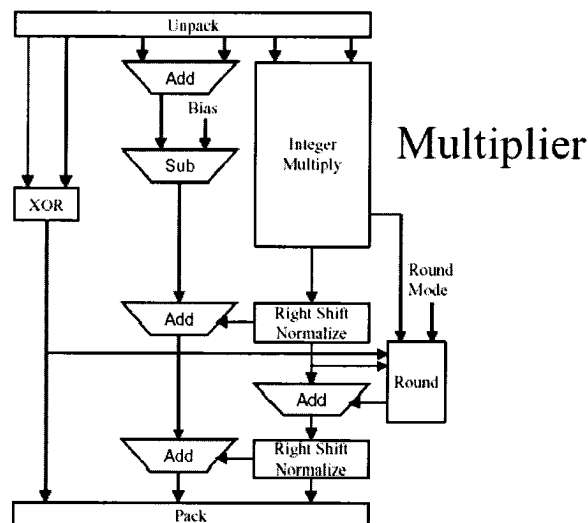 Unpack
Add
Bias
Sub
Integer
Multiply
Multiplier
XOR
Round
Mode
Add
Right Shift
Normalize
Round
Add
Add
Right Shift
Normalize
Pack